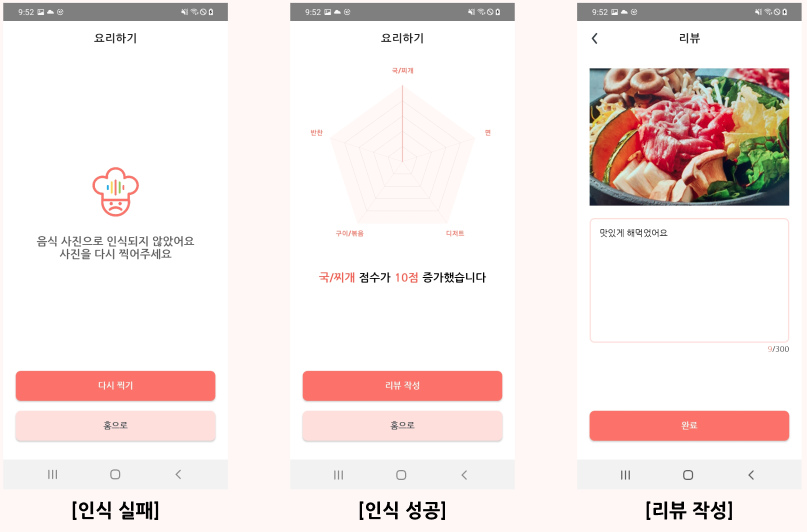 9:52
요리하기
음식 사진으로 인식되지 않았어요
사진을 다시 찍어주세요
다시 찍기
홈으로
[인식 실패]
9:52
요리하기
국/찌개
반찬
면
구이/볶음
디저트
국/찌개 점수가 10점 증가했습니다
리뷰 작성
홈으로
[인식 성공]
9:52
리뷰
맛있게 해먹었어요
9/300
완료
[리뷰 작성]